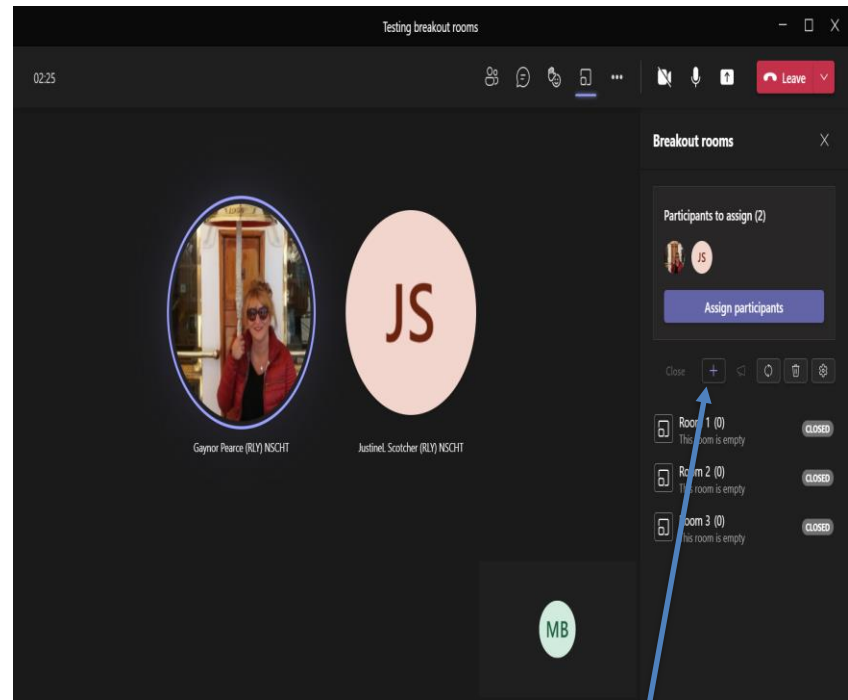 Testing breakout rooms
02:25
Leave
Breakout rooms
Participants to assign (2)
JS
Assign participants
Close
JS
Gaynor Pearce (RLY) NSCHT
JustineL Scotcher (RLY) NSCHT
Room 1 (0)
This room is empty
CLOSED
Room 2 (0)
This room is empty
CLOSED
Room 3 (0)
This room is empty
CLOSED
MB